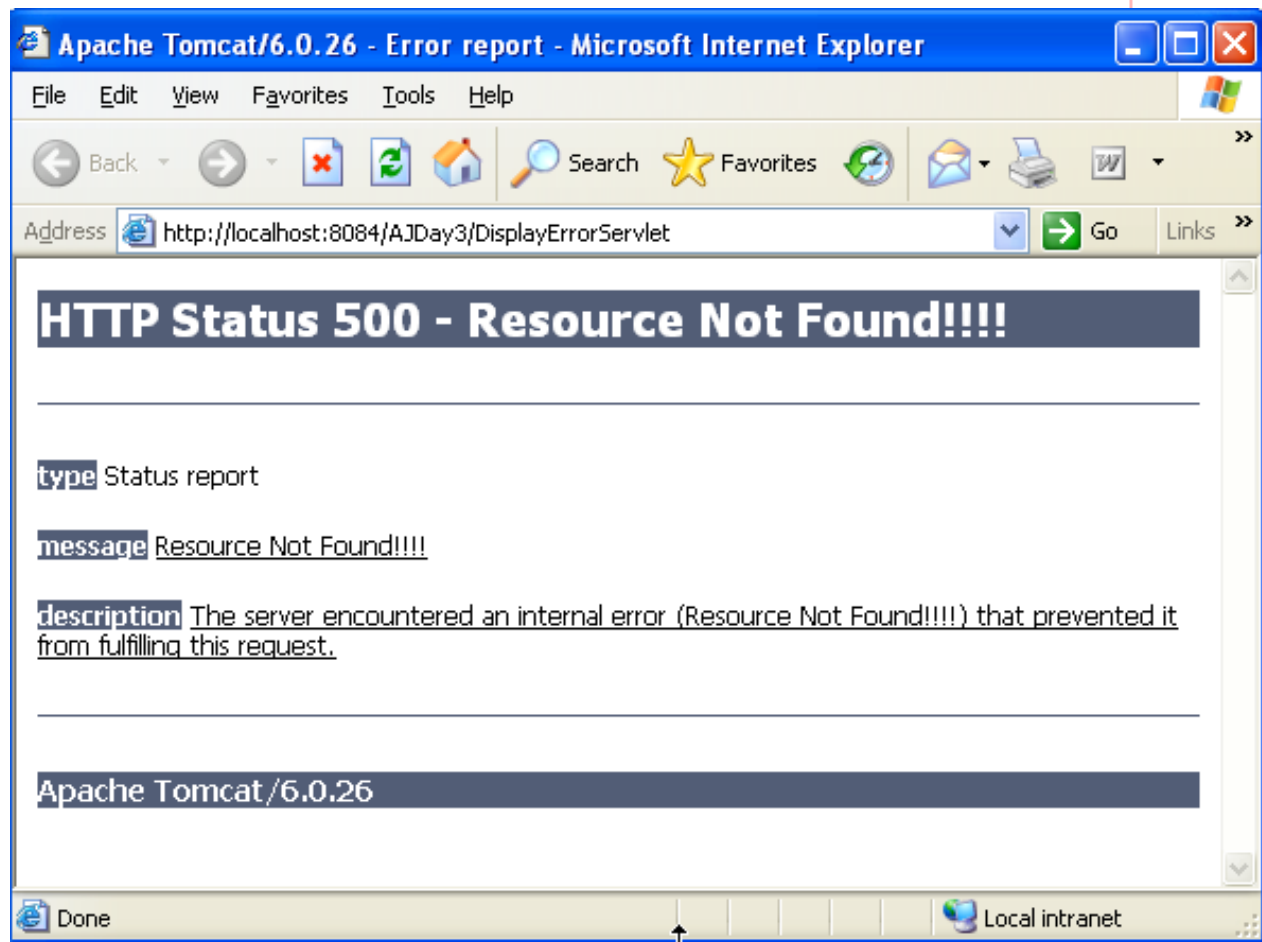 Apache Tomcat/6.0.26 - Error report - Microsoft Internet Explorer
File Edit View Favorites Tools Help
Back Search Favorites W »
Address http://localhost:8084/AJDay3/DisplayErrorServlet Go Links »
HTTP Status 500 - Resource Not Found!!!!
type Status report
message Resource Not Found!!!!
description The server encountered an internal error (Resource Not Found!!!!) that prevented it
from fulfilling this request.
Apache Tomcat/6.0.26
Done Local intranet